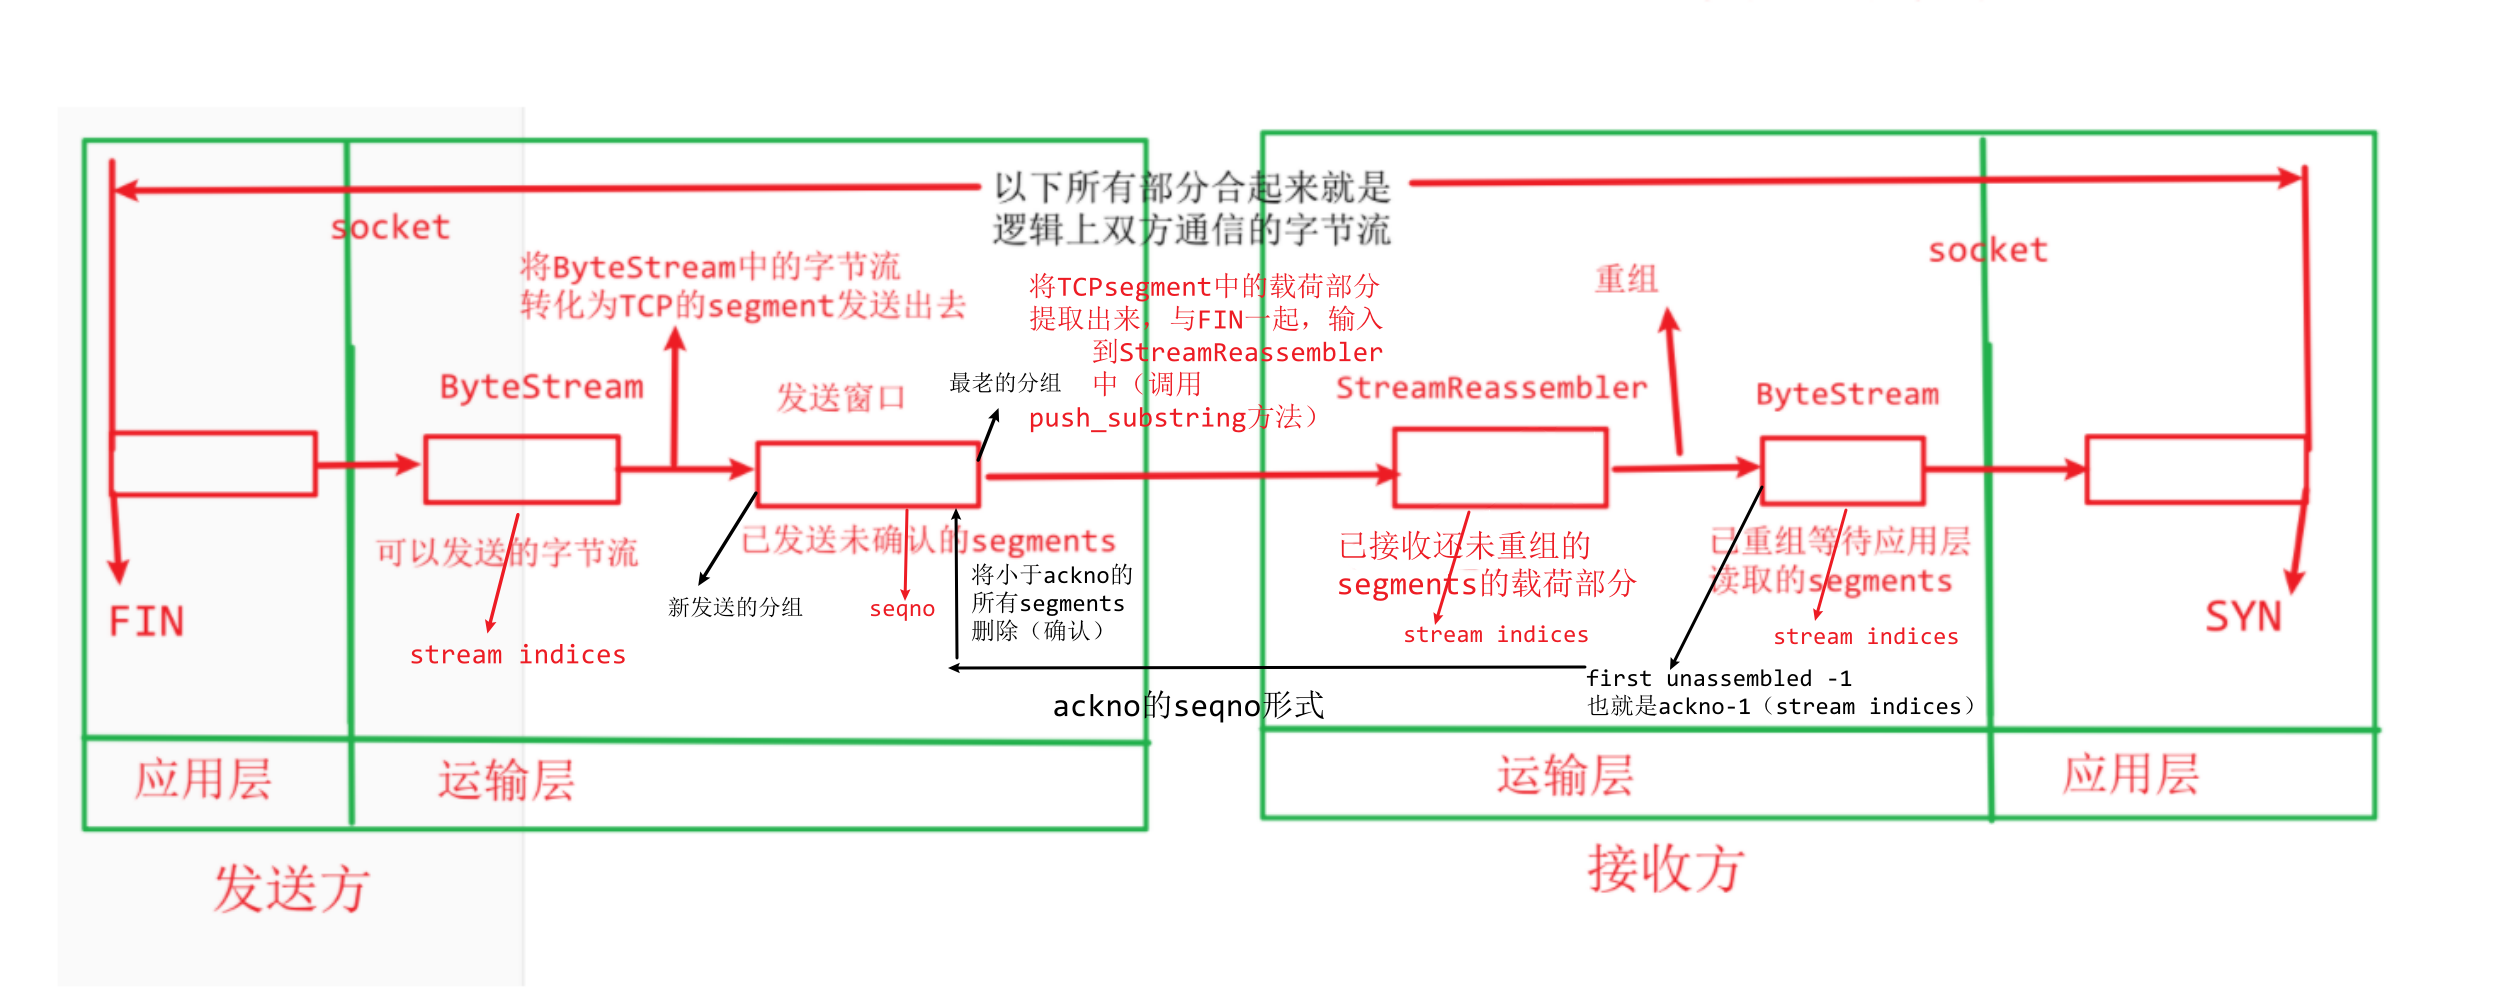 以下所有部分合起来就是
逻辑上双方通信的字节流
socket
socket
将ByteStream中的字节流
转化为TCP的segment发送出去
将TCPsegment中的载荷部分
提取出来，与FIN一起，输入
到StreamReassembler
中（调用
push_substring方法）
重组
ByteStream
发送窗口
最老的分组
StreamReassembler
ByteStream
可以发送的字节流
已发送未确认的segments
已接收还未重组的
segments的载荷部分
已重组等待应用层
读取的segments
FIN
stream indices
新发送的分组
seqno
将小于ackno的
所有segments
删除（确认）
stream indices
stream indices
SYN
ackno的seqno形式
first unassembled -1
也就是ackno-1（stream indices）
应用层
运输层
运输层
应用层
发送方
接收方